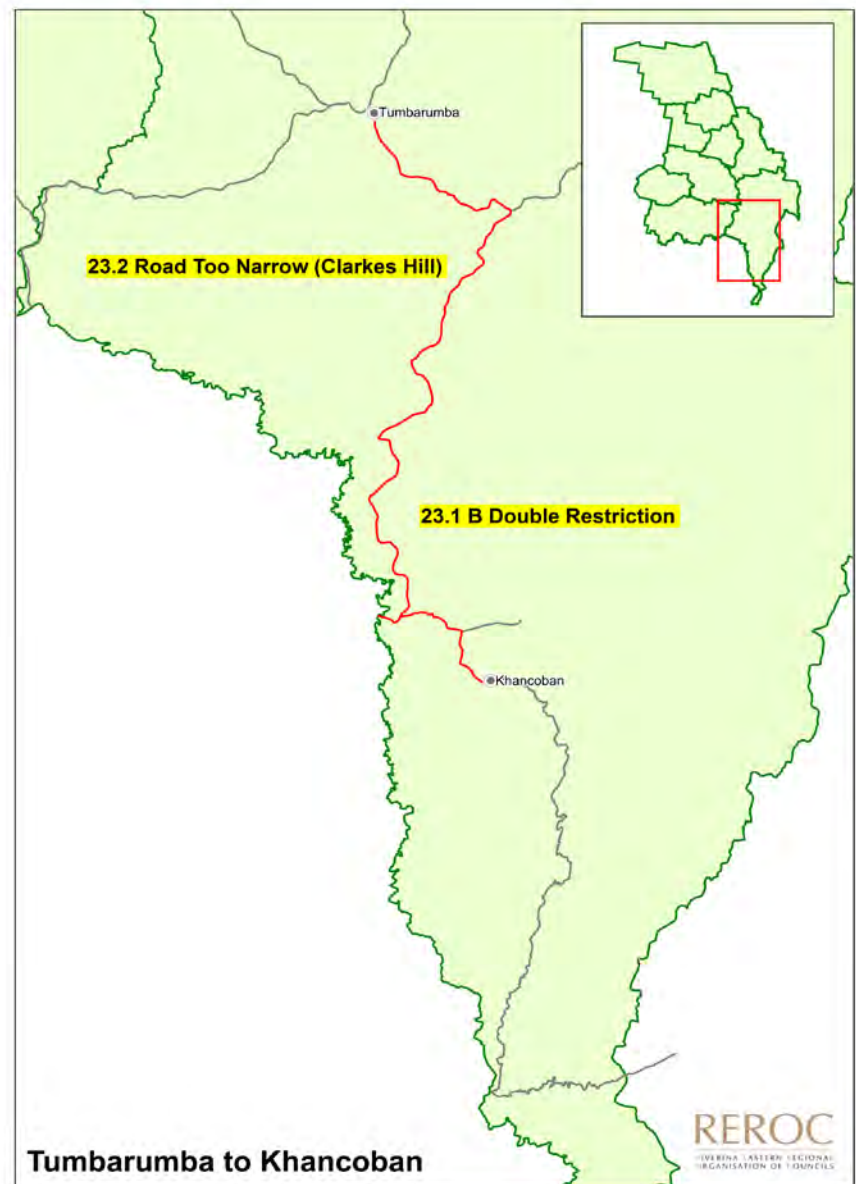 Tumbarumba
23.2 Road Too Narrow (Clarkes Hill)
23.1 B Double Restriction
Khancoban
Tumbarumba to Khancoban
REROC
RIVERINA EASTERN REGIONAL
ORGANISATION OF COUNCILS